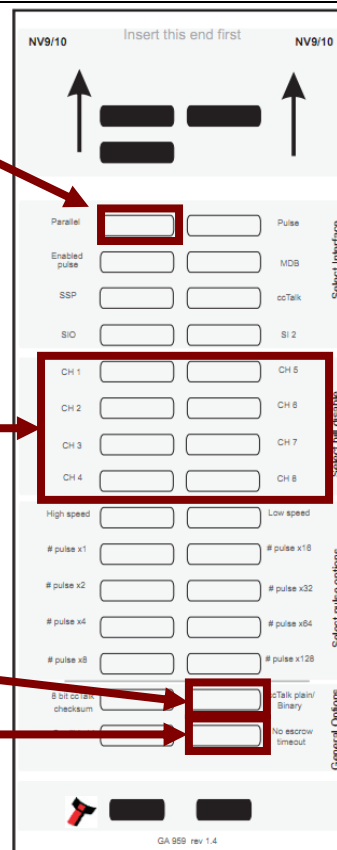 Insert this end first
NV9/10
NV9/10
Parallel
Pulse
Enabled
pulse
MDB
SSP
ccTalk
SIO
SI 2
Select Interface
CH 1
CH 5
CH 2
CH 6
CH 3
CH 7
CH 4
CH 8
Select bill disable
High speed
Low speed
# pulse x1
# pulse x16
# pulse x2
# pulse x32
# pulse x4
# pulse x64
# pulse x8
# pulse x128
Select pulse options
8 bit ccTalk
checksum
ccTalk plain/
Binary
No escrow
timeout
General Options
GA 959 rev 1.4